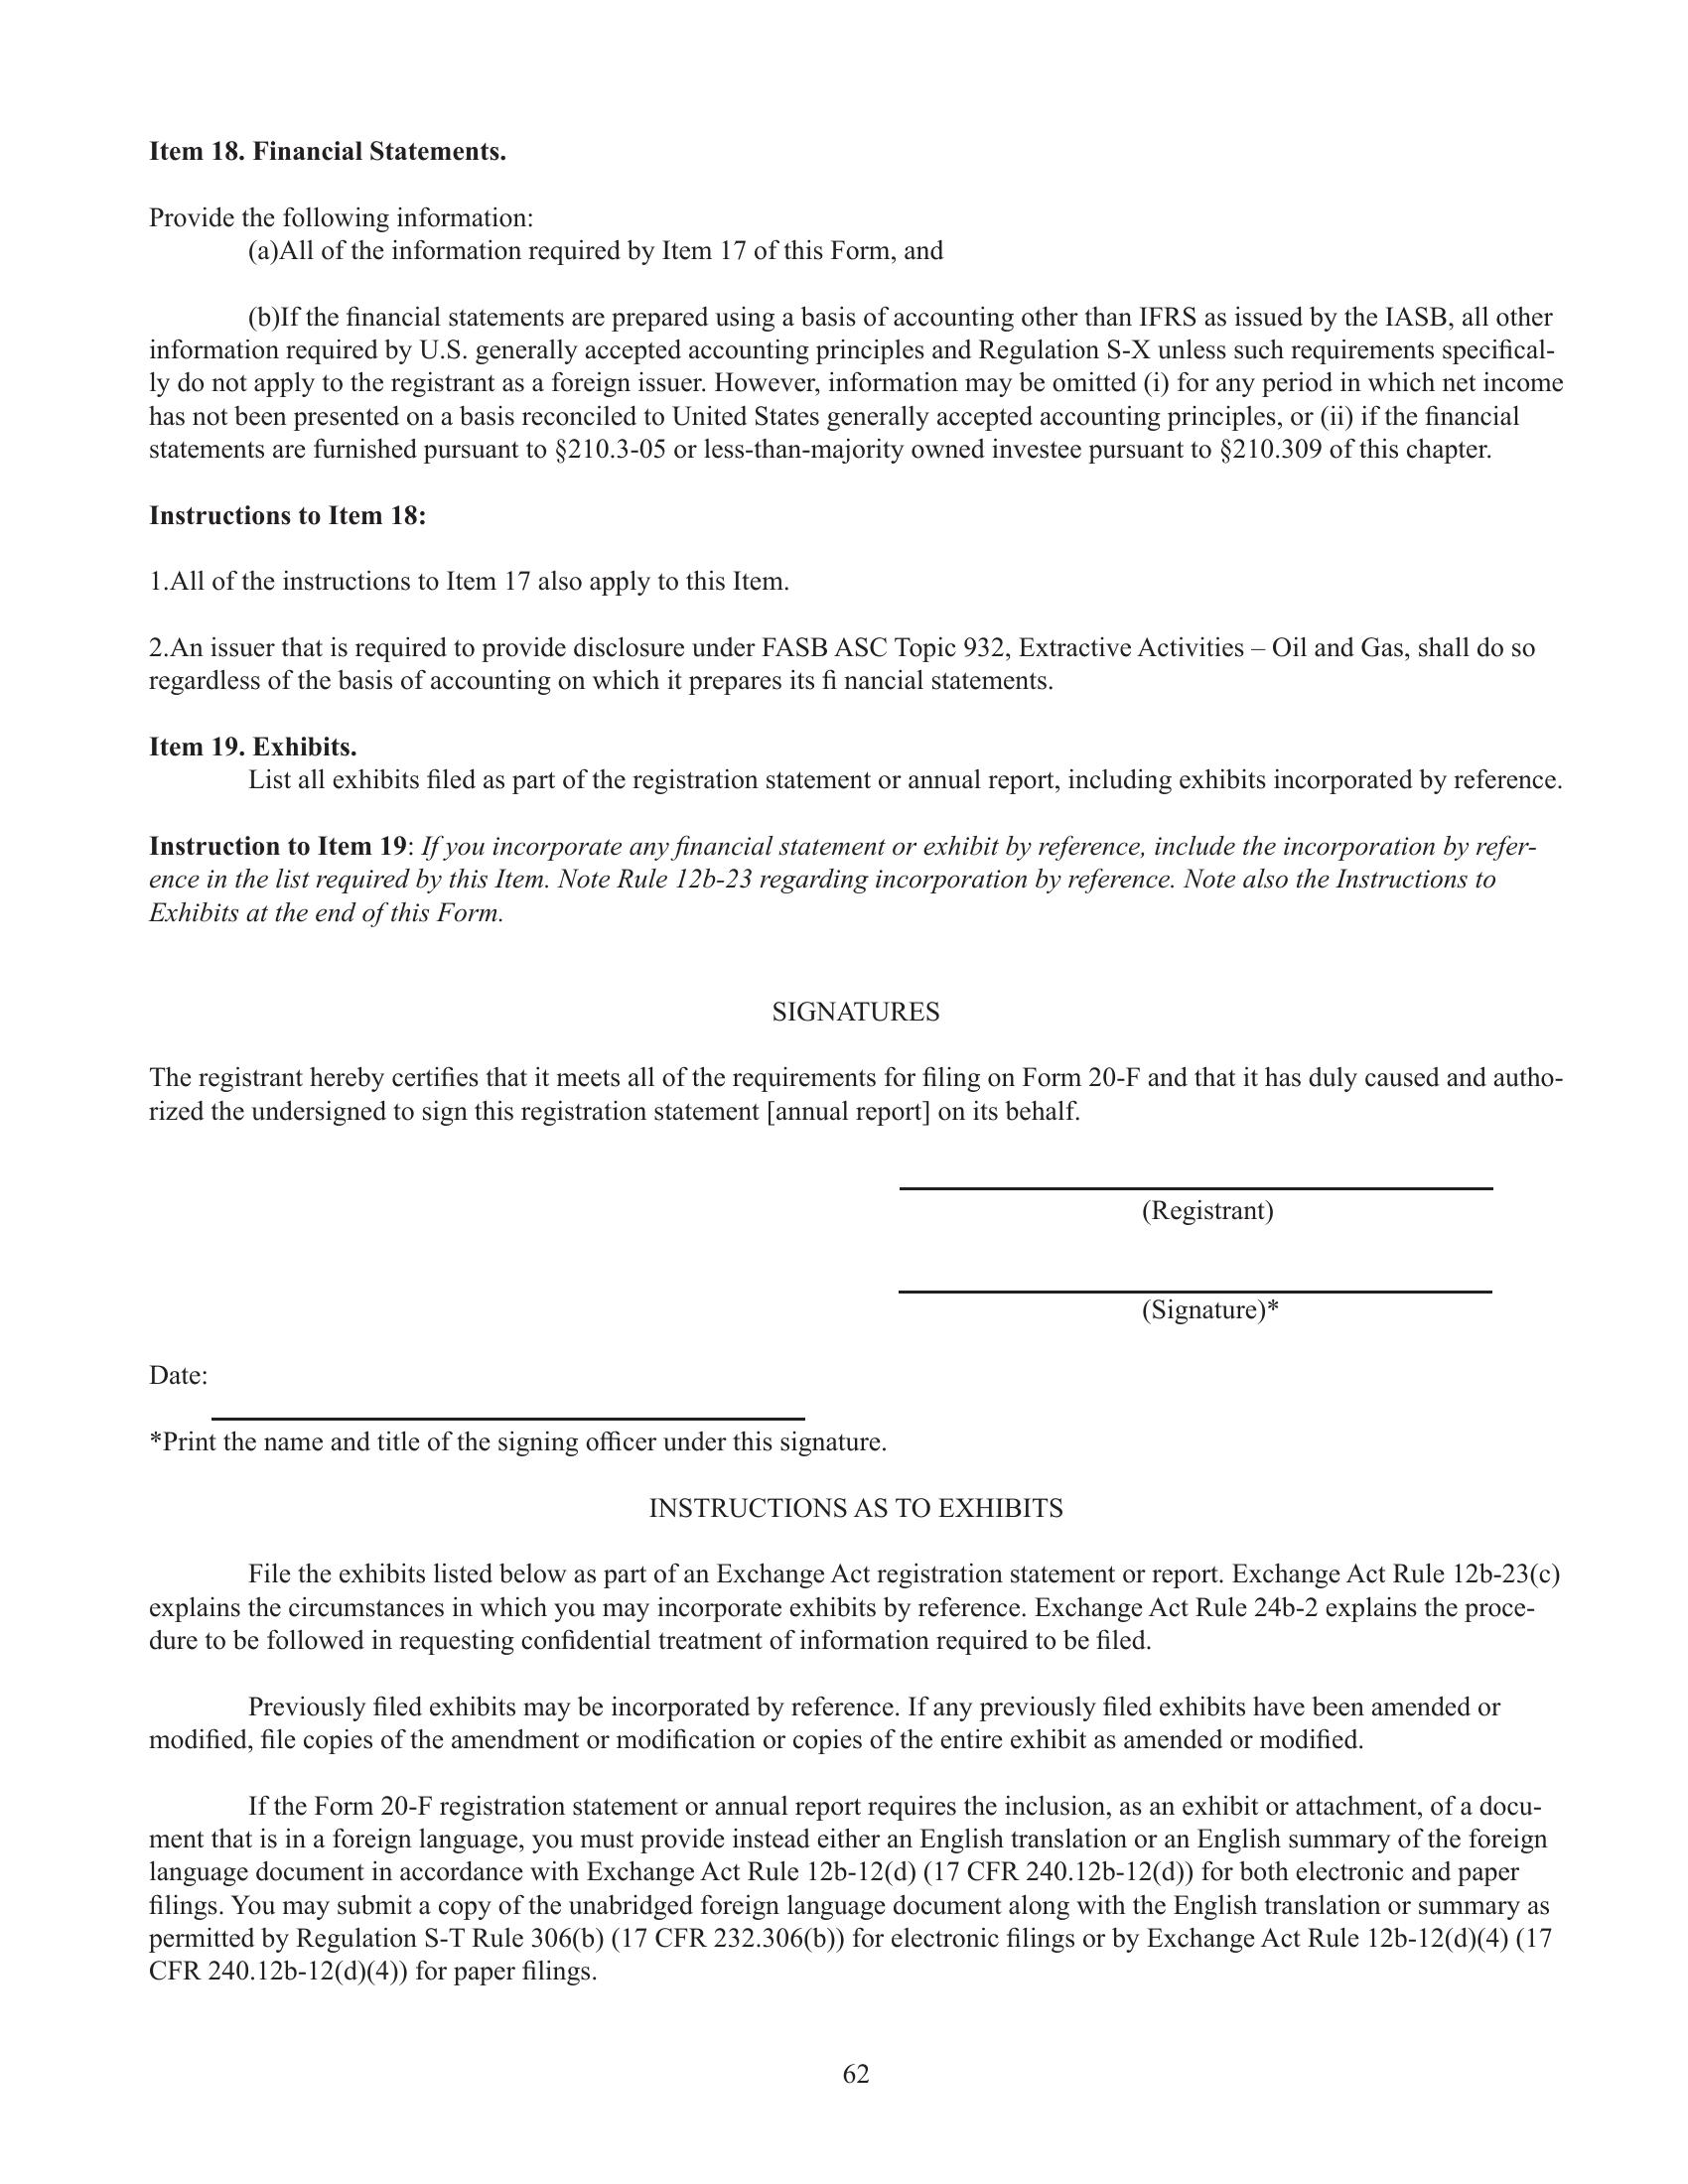 Item 18. Financial Statements.
Provide the following information:
(a)All of the information required by Item 17 of this Form, and
(b)If the financial statements are prepared using a basis of accounting other than IFRS as issued by the IASB, all other
information required by U.S. generally accepted accounting principles and Regulation S-X unless such requirements specifical-
ly do not apply to the registrant as a foreign issuer. However, information may be omitted (i) for any period in which net income
has not been presented on a basis reconciled to United States generally accepted accounting principles, or (ii) if the financial
statements are furnished pursuant to §210.3-05 or less-than-majority owned investee pursuant to §210.309 of this chapter.
Instructions to Item 18:
1.All of the instructions to Item 17 also apply to this Item.
2.An issuer that is required to provide disclosure under FASB ASC Topic 932, Extractive Activities – Oil and Gas, shall do so
regardless of the basis of accounting on which it prepares its fi nancial statements.
Item 19. Exhibits.
List all exhibits filed as part of the registration statement or annual report, including exhibits incorporated by reference.
Instruction to Item 19: If you incorporate any financial statement or exhibit by reference, include the incorporation by refer-
ence in the list required by this Item. Note Rule 12b-23 regarding incorporation by reference. Note also the Instructions to
Exhibits at the end of this Form.
SIGNATURES
The registrant hereby certifies that it meets all of the requirements for filing on Form 20-F and that it has duly caused and autho-
rized the undersigned to sign this registration statement [annual report] on its behalf.
(Registrant)
(Signature)*
Date:
*Print the name and title of the signing officer under this signature.
INSTRUCTIONS AS TO EXHIBITS
File the exhibits listed below as part of an Exchange Act registration statement or report. Exchange Act Rule 12b-23(c)
explains the circumstances in which you may incorporate exhibits by reference. Exchange Act Rule 24b-2 explains the proce-
dure to be followed in requesting confidential treatment of information required to be filed.
Previously filed exhibits may be incorporated by reference. If any previously filed exhibits have been amended or
modified, file copies of the amendment or modification or copies of the entire exhibit as amended or modified.
If the Form 20-F registration statement or annual report requires the inclusion, as an exhibit or attachment, of a docu-
ment that is in a foreign language, you must provide instead either an English translation or an English summary of the foreign
language document in accordance with Exchange Act Rule 12b-12(d) (17 CFR 240.12b-12(d)) for both electronic and paper
filings. You may submit a copy of the unabridged foreign language document along with the English translation or summary as
permitted by Regulation S-T Rule 306(b) (17 CFR 232.306(b)) for electronic filings or by Exchange Act Rule 12b-12(d)(4) (17
CFR 240.12b-12(d)(4)) for paper filings.
62